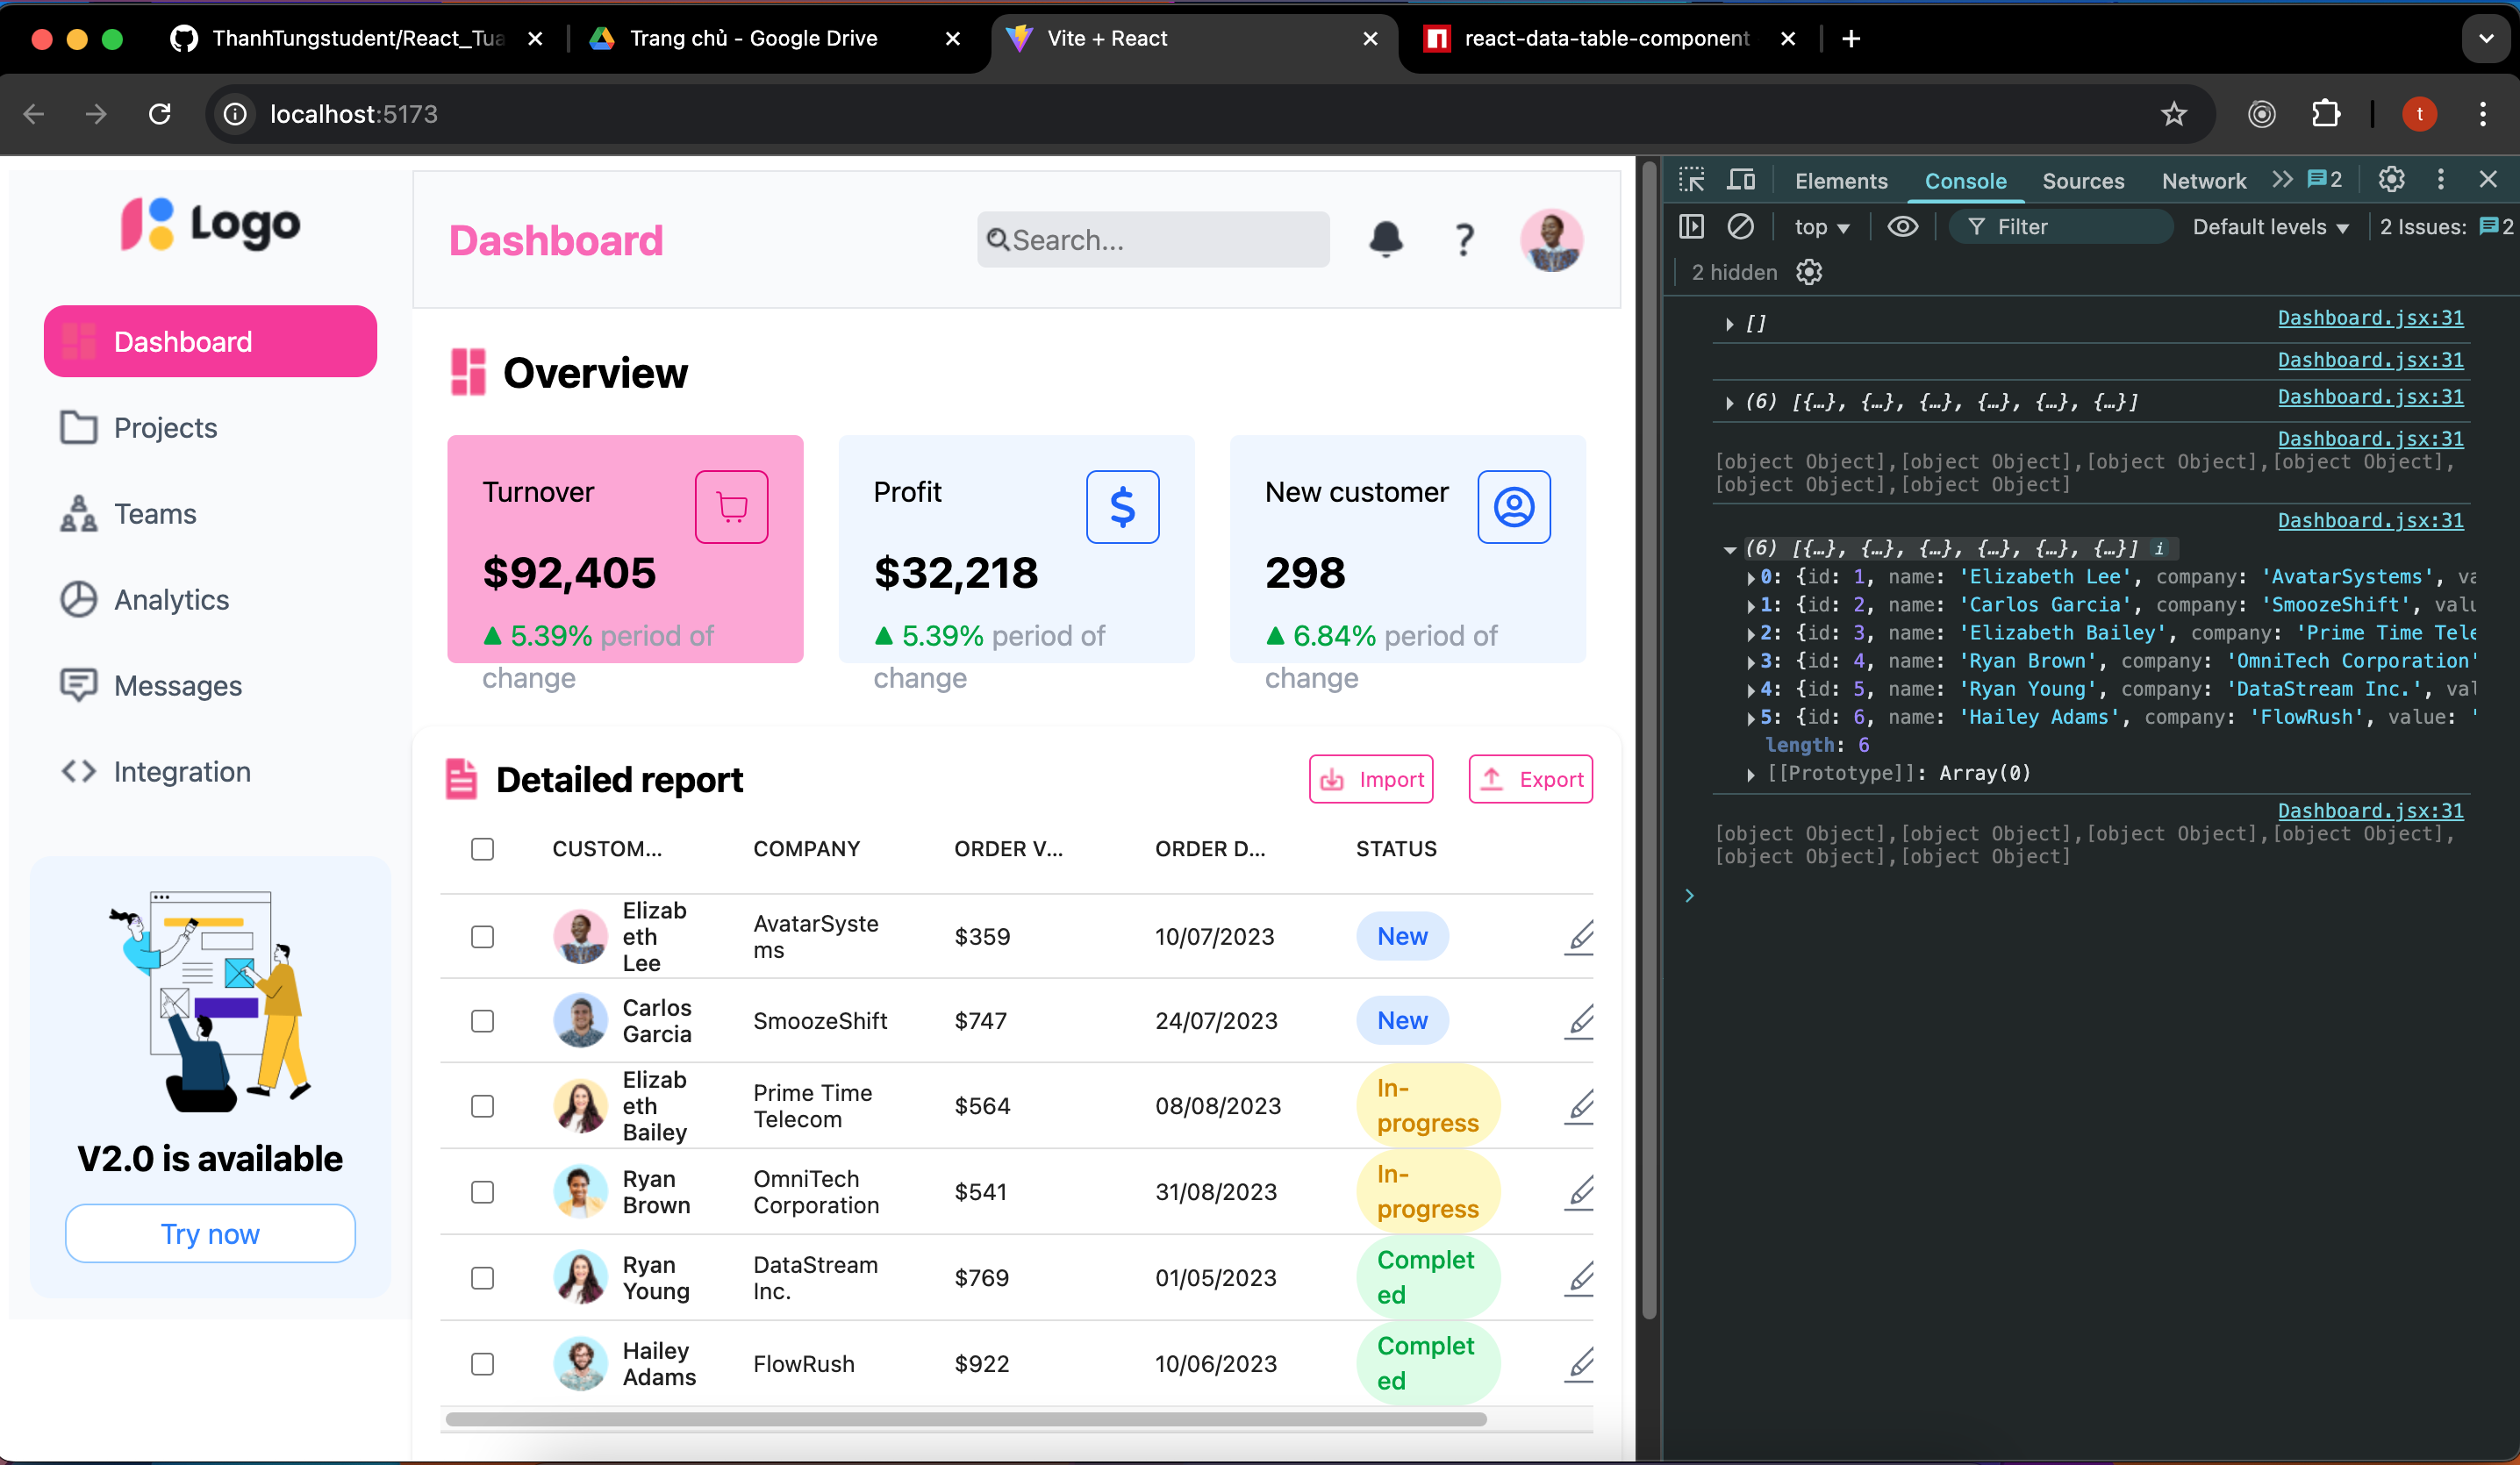 ThanhTungstudent/React_Tua
Trang chủ - Google Drive
Vite + React
react-data-table-component
localhost:5173
t
Logo
Dashboard
Projects
Teams
Analytics
Messages
Integration
V2.0 is available
Try now
Dashboard
Search...
Overview
Turnover
$92,405
▲ 5.39% period of
change
Profit
$32,218
▲ 5.39% period of
change
New customer
298
▲ 6.84% period of
change
Detailed report
Import
Export
CUSTOM...
COMPANY
ORDER V...
ORDER D...
STATUS
Elizab
eth
Lee
AvatarSyste
ms
$359
10/07/2023
New
Carlos
Garcia
SmoozeShift
$747
24/07/2023
New
Elizab
eth
Bailey
Prime Time
Telecom
$564
08/08/2023
In-
progress
Ryan
Brown
OmniTech
Corporation
$541
31/08/2023
In-
progress
Ryan
Young
DataStream
Inc.
$769
01/05/2023
Complet
ed
Hailey
Adams
FlowRush
$922
10/06/2023
Complet
ed
Elements
Console
Sources
Network
2
top
Filter
Default levels
2 Issues: 2
2 hidden
[] Dashboard.jsx:31
Dashboard.jsx:31
(6) [{…}, {…}, {…}, {…}, {…}, {…}] Dashboard.jsx:31
Dashboard.jsx:31
[object Object],[object Object],[object Object],[object Object],
[object Object],[object Object]
Dashboard.jsx:31
(6) [{…}, {…}, {…}, {…}, {…}, {…}] i
0: {id: 1, name: 'Elizabeth Lee', company: 'AvatarSystems', va
1: {id: 2, name: 'Carlos Garcia', company: 'SmoozeShift', valu
2: {id: 3, name: 'Elizabeth Bailey', company: 'Prime Time Tele
3: {id: 4, name: 'Ryan Brown', company: 'OmniTech Corporation'
4: {id: 5, name: 'Ryan Young', company: 'DataStream Inc.', val
5: {id: 6, name: 'Hailey Adams', company: 'FlowRush', value: '
length: 6
[[Prototype]]: Array(0)
Dashboard.jsx:31
[object Object],[object Object],[object Object],[object Object],
[object Object],[object Object]